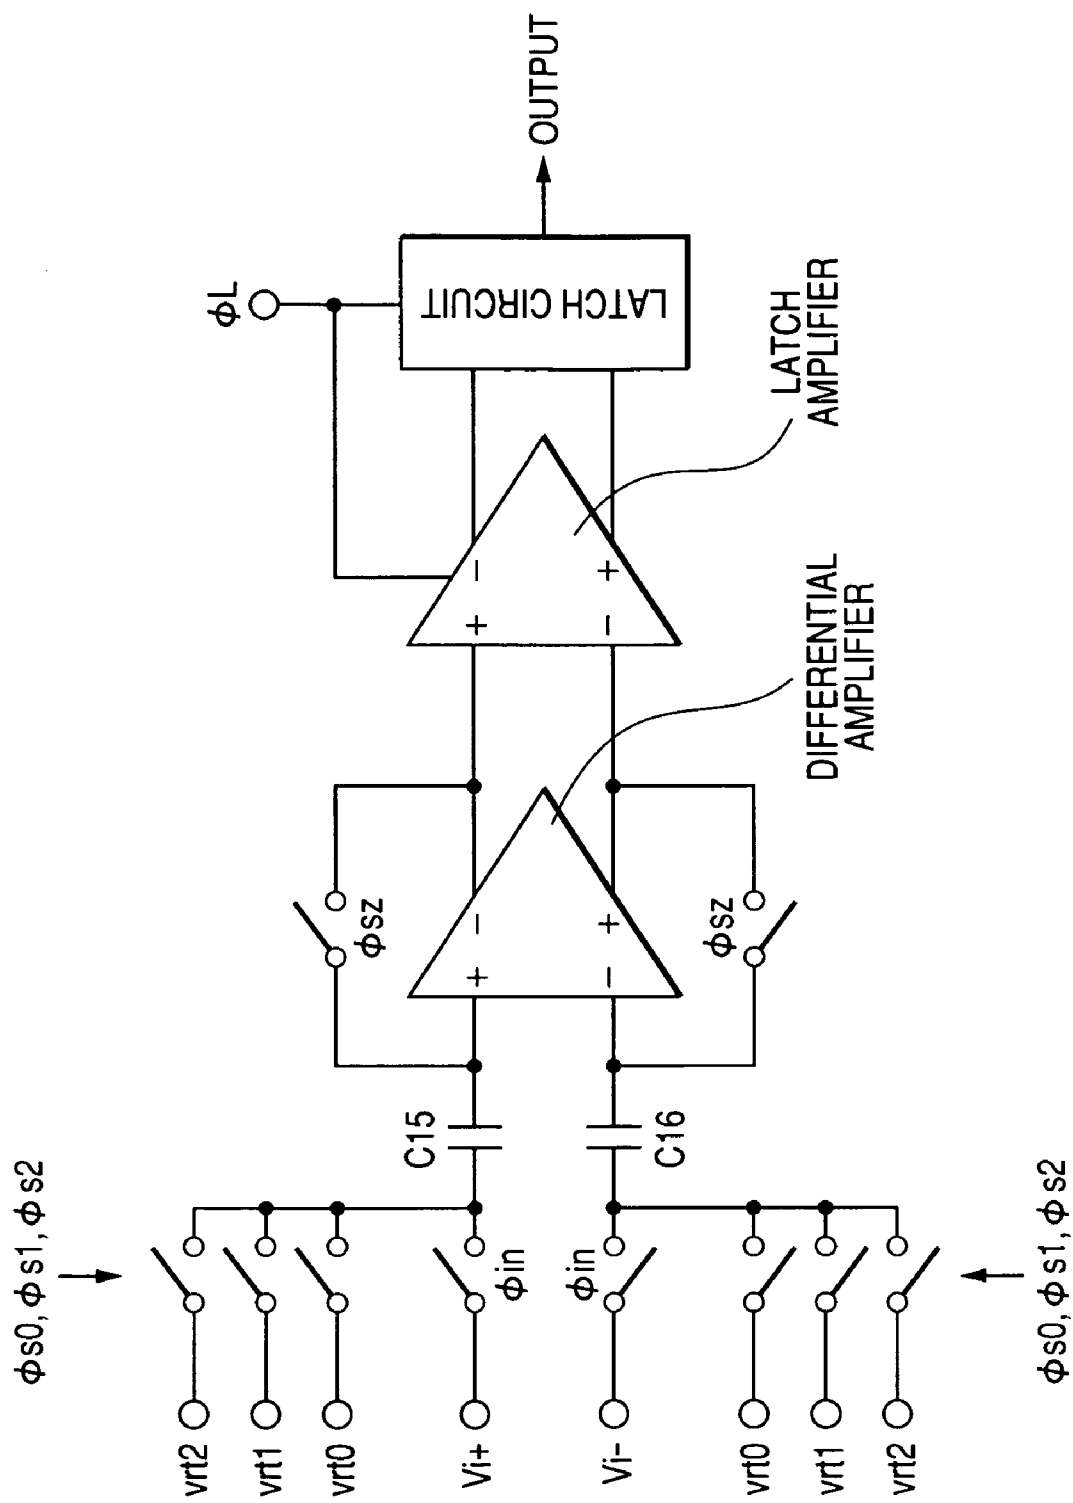 ϕs0, ϕs1, ϕs2
vrt2
vrt1
vrt0
Vi+
Vi-
vrt0
vrt1
vrt2
ϕin
ϕin
ϕs0, ϕs1, ϕs2
C15
C16
ϕsz
ϕsz
+ -
- +
DIFFERENTIAL
AMPLIFIER
+ -
- +
LATCH
AMPLIFIER
ϕL
LATCH CIRCUIT
OUTPUT